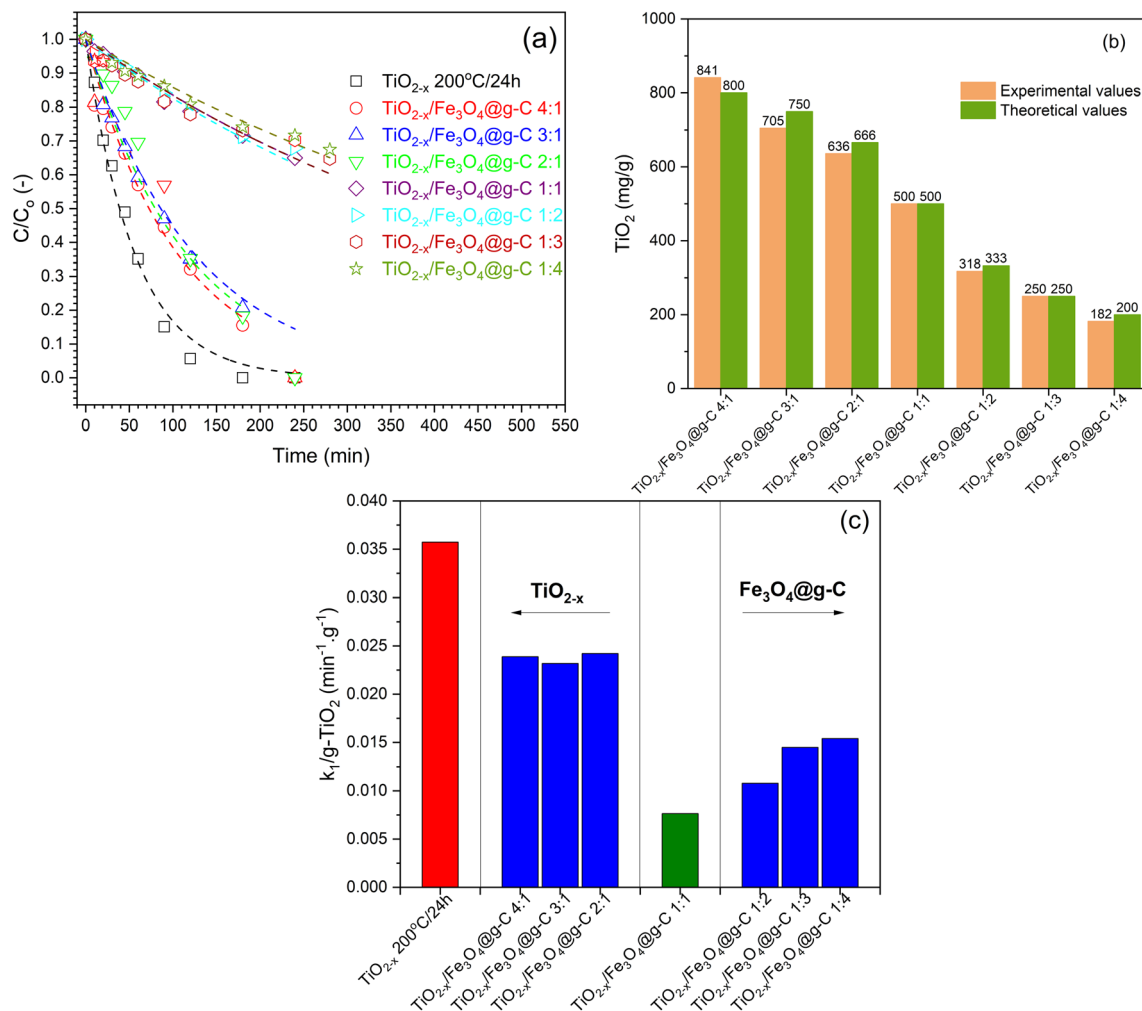 (a)
1.0
0.9
0.8
0.7
0.6
0.5
0.4
0.3
0.2
0.1
0.0
C/Cₒ (-)
0 50 100 150 200 250 300 350 400 450 500 550
Time (min)
TiO₂₋ₓ 200°C/24h
TiO₂₋ₓ/Fe₃O₄@g-C 4:1
TiO₂₋ₓ/Fe₃O₄@g-C 3:1
TiO₂₋ₓ/Fe₃O₄@g-C 2:1
TiO₂₋ₓ/Fe₃O₄@g-C 1:1
TiO₂₋ₓ/Fe₃O₄@g-C 1:2
TiO₂₋ₓ/Fe₃O₄@g-C 1:3
TiO₂₋ₓ/Fe₃O₄@g-C 1:4
(b)
1000
800
600
400
200
0
TiO₂ (mg/g)
Experimental values
Theoretical values
841 800
705 750
636 666
500 500
318 333
250 250
182 200
TiO₂₋ₓ/Fe₃O₄@g-C 4:1
TiO₂₋ₓ/Fe₃O₄@g-C 3:1
TiO₂₋ₓ/Fe₃O₄@g-C 2:1
TiO₂₋ₓ/Fe₃O₄@g-C 1:1
TiO₂₋ₓ/Fe₃O₄@g-C 1:2
TiO₂₋ₓ/Fe₃O₄@g-C 1:3
TiO₂₋ₓ/Fe₃O₄@g-C 1:4
(c)
0.040
0.035
0.030
0.025
0.020
0.015
0.010
0.005
0.000
k₁/g-TiO₂ (min⁻¹.g⁻¹)
TiO₂₋ₓ
Fe₃O₄@g-C
TiO₂₋ₓ 200°C/24h
TiO₂₋ₓ/Fe₃O₄@g-C 4:1
TiO₂₋ₓ/Fe₃O₄@g-C 3:1
TiO₂₋ₓ/Fe₃O₄@g-C 2:1
TiO₂₋ₓ/Fe₃O₄@g-C 1:1
TiO₂₋ₓ/Fe₃O₄@g-C 1:2
TiO₂₋ₓ/Fe₃O₄@g-C 1:3
TiO₂₋ₓ/Fe₃O₄@g-C 1:4